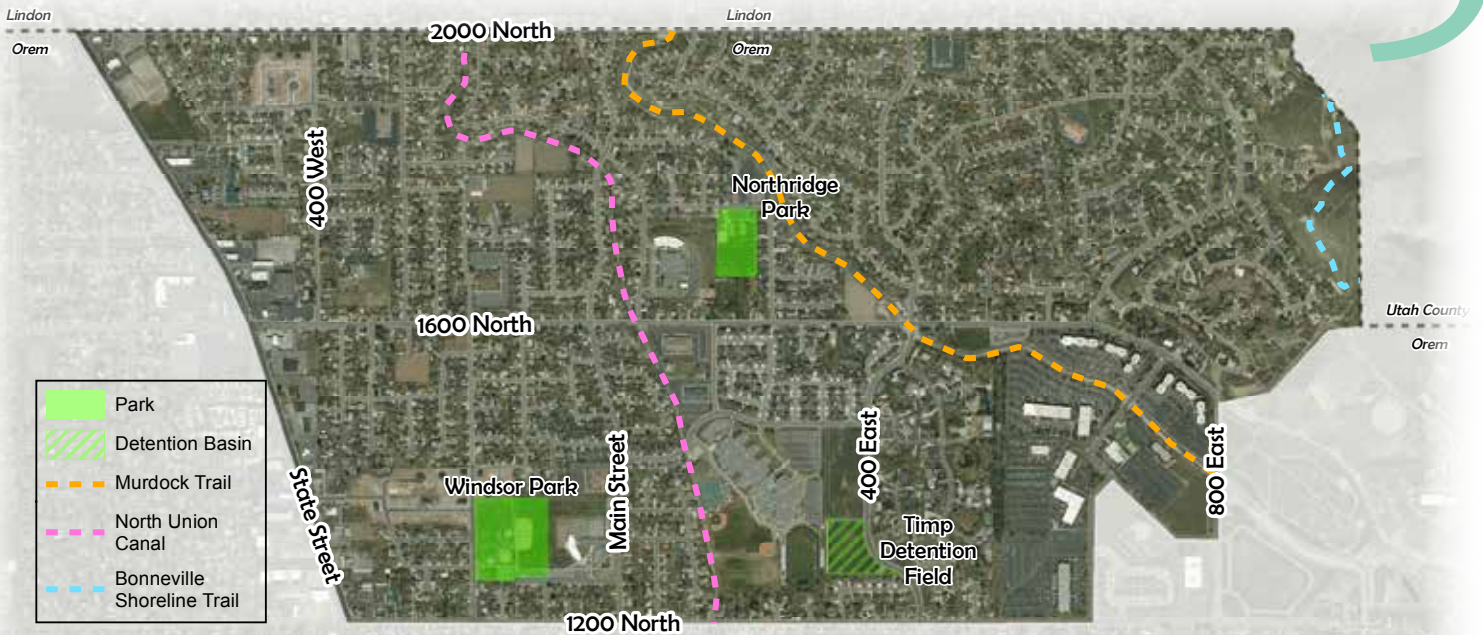 Lindon
Orem
2000 North
Lindon
Orem
400 West
Northridge
Park
1600 North
Utah County
Orem
Park
Detention Basin
Murdock Trail
North Union
Canal
Bonneville
Shoreline Trail
State Street
Windsor Park
Main Street
400 East
800 East
Timp
Detention
Field
1200 North